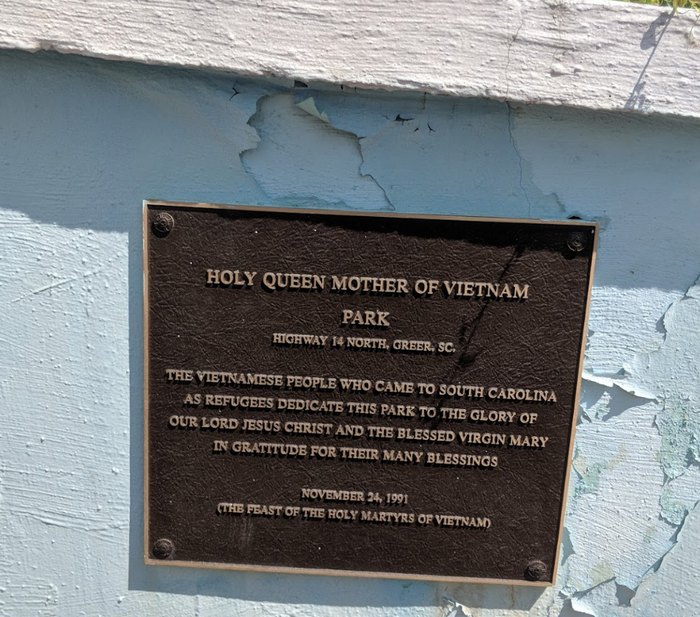 HOLY QUEEN MOTHER OF VIETNAM
PARK
HIGHWAY 14 NORTH, GREER, SC.
THE VIETNAMESE PEOPLE WHO CAME TO SOUTH CAROLINA
AS REFUGEES DEDICATE THIS PARK TO THE GLORY OF
OUR LORD JESUS CHRIST AND THE BLESSED VIRGIN MARY
IN GRATITUDE FOR THEIR MANY BLESSINGS
NOVEMBER 24, 1991
(THE FEAST OF THE HOLY MARTYRS OF VIETNAM)